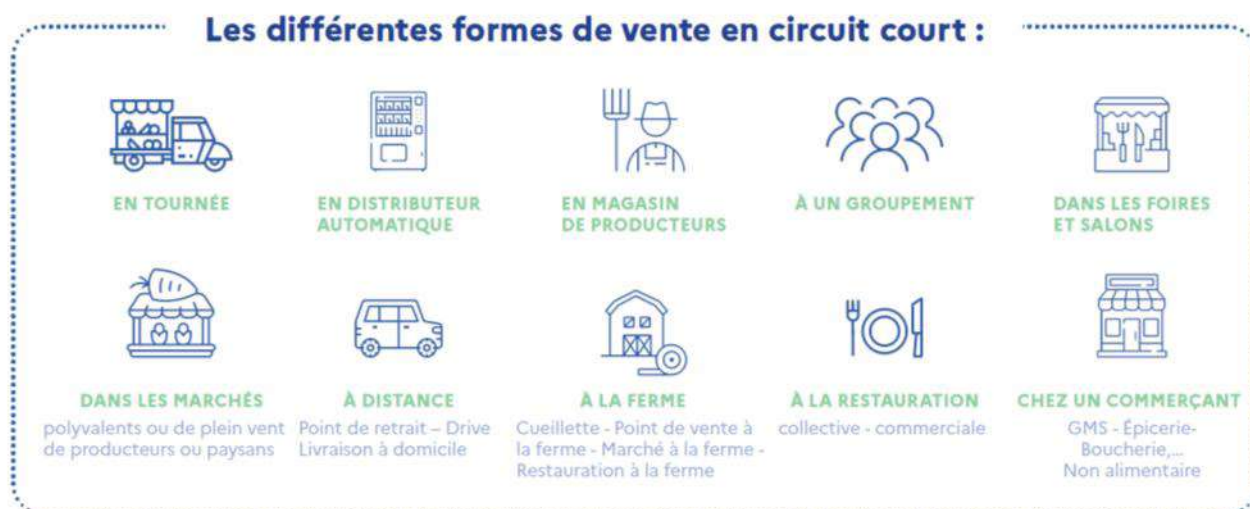 Les différentes formes de vente en circuit court :
EN TOURNÉE
EN DISTRIBUTEUR
AUTOMATIQUE
EN MAGASIN
DE PRODUCTEURS
À UN GROUPEMENT
DANS LES FOIRES
ET SALONS
DANS LES MARCHÉS
polyvalents ou de plein vent
de producteurs ou paysans
À DISTANCE
Point de retrait – Drive
Livraison à domicile
À LA FERME
Cueillette - Point de vente à
la ferme - Marché à la ferme -
Restauration à la ferme
À LA RESTAURATION
collective - commerciale
CHEZ UN COMMERÇANT
GMS - Épicerie-
Boucherie,...
Non alimentaire